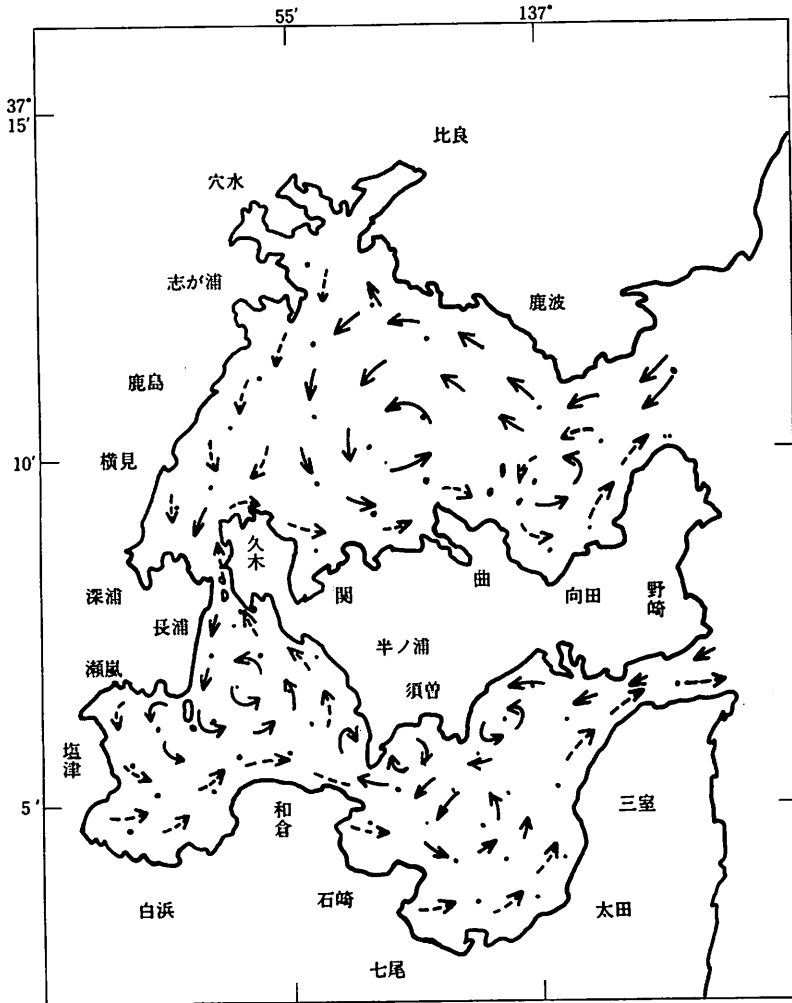 55′
137°
37°
15′
比良
穴水
志が浦
鹿波
鹿島
横見
10′
久木
関
曲
向田
野崎
深浦
長浦
半ノ浦
瀬嵐
須曽
塩津
5′
和倉
三室
石崎
白浜
太田
七尾